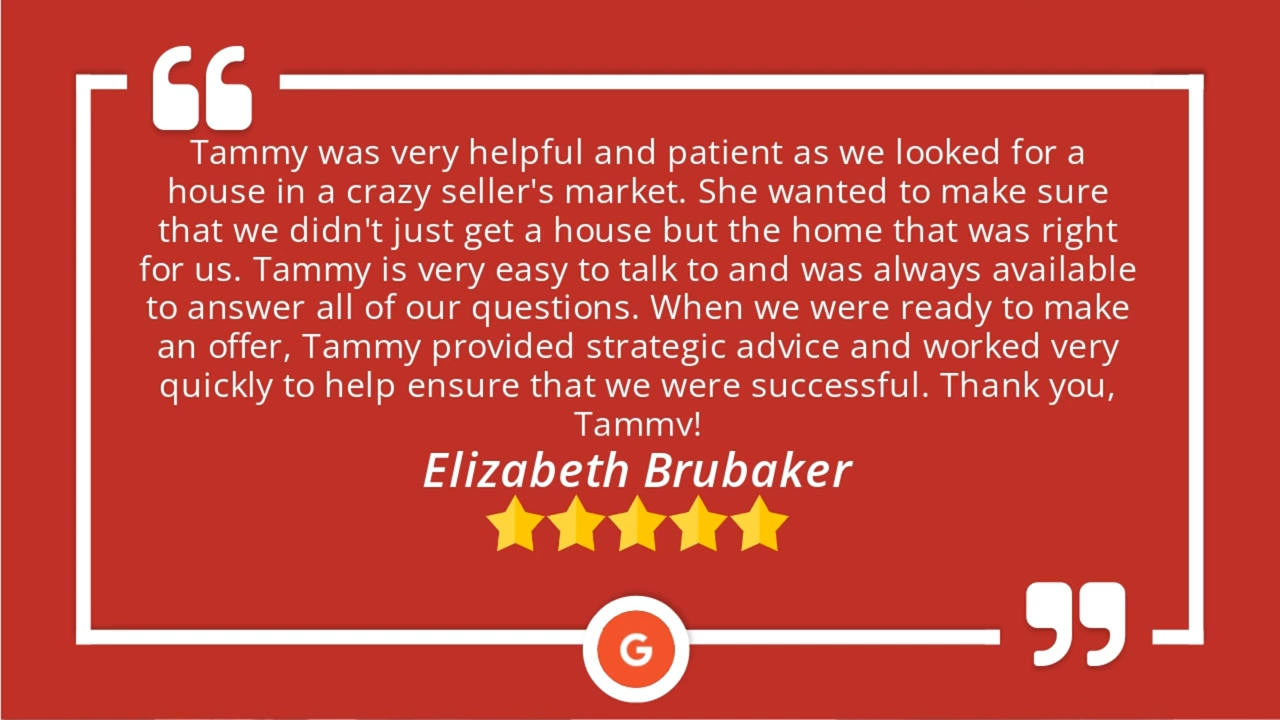 “
Tammy was very helpful and patient as we looked for a
house in a crazy seller's market. She wanted to make sure
that we didn't just get a house but the home that was right
for us. Tammy is very easy to talk to and was always available
to answer all of our questions. When we were ready to make
an offer, Tammy provided strategic advice and worked very
quickly to help ensure that we were successful. Thank you,
Tammy!
Elizabeth Brubaker
G
”